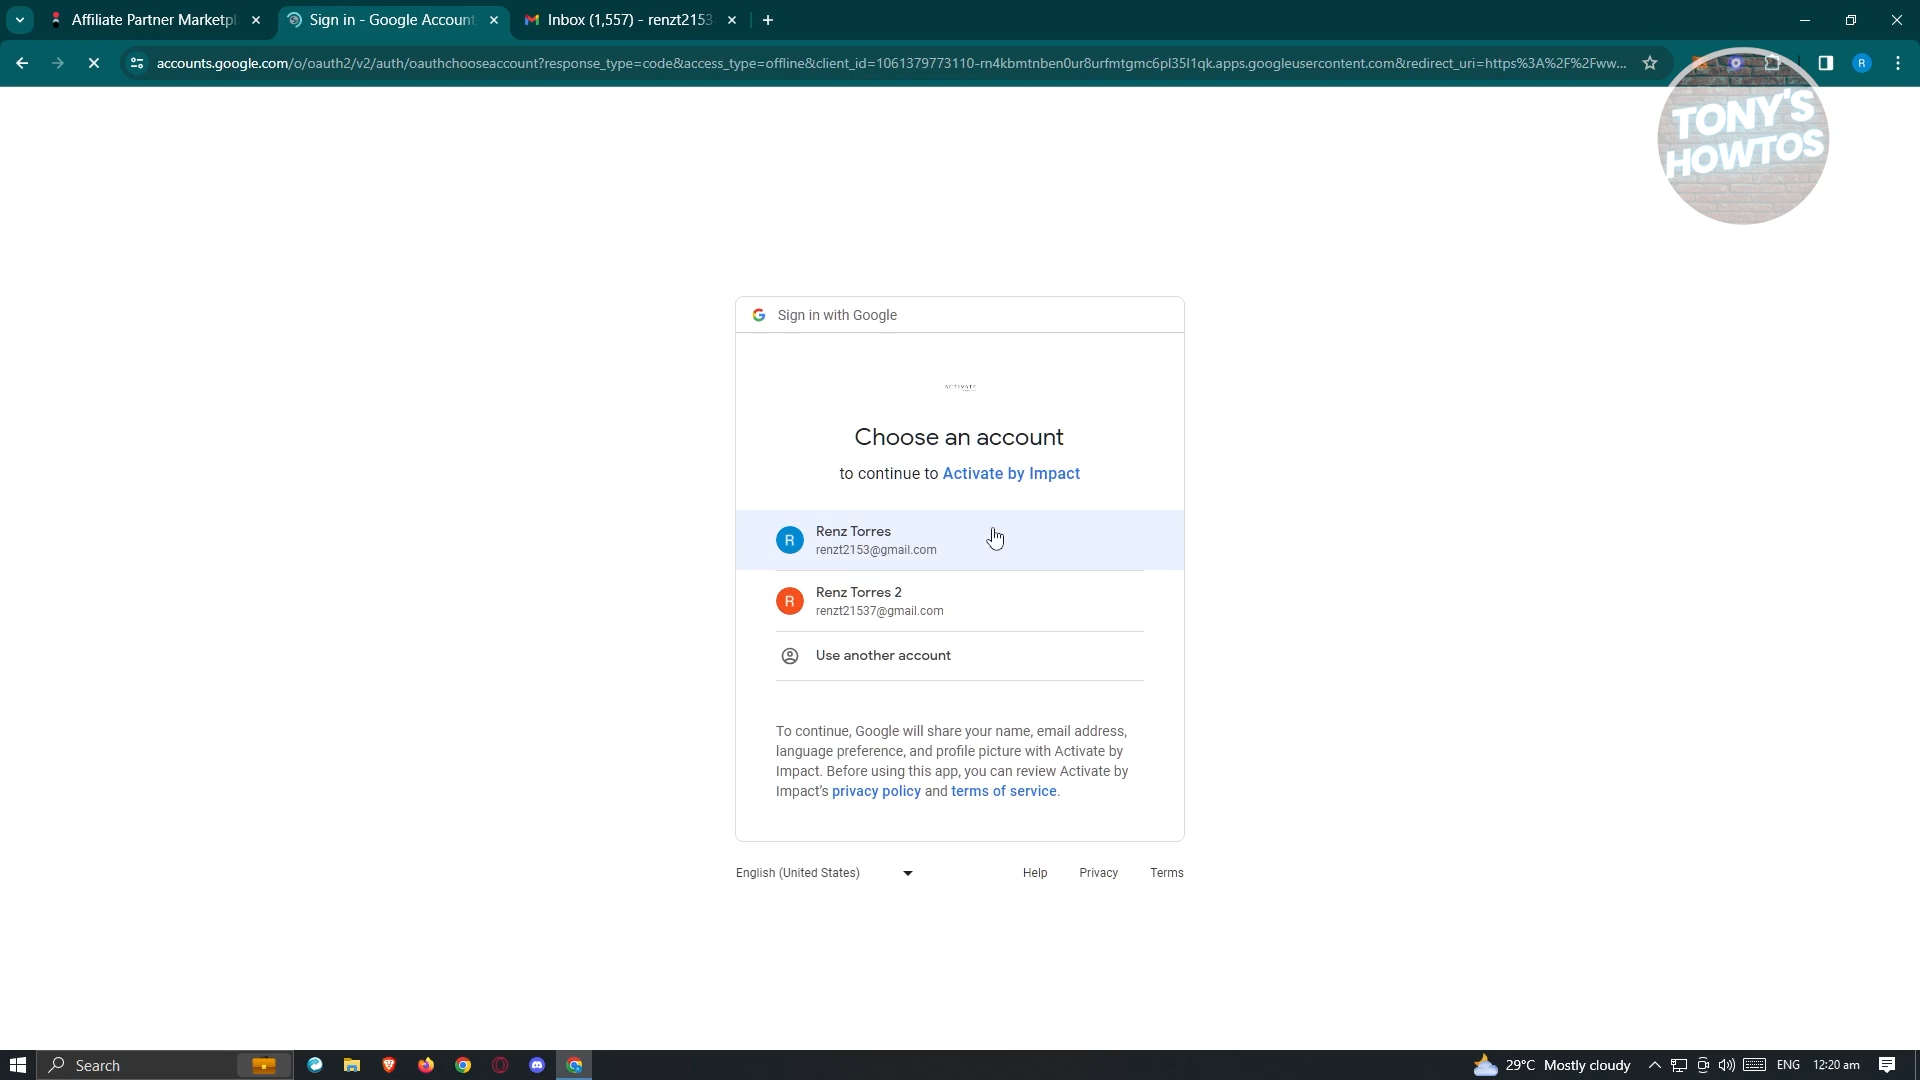 Affiliate Partner Marketpl
Sign in - Google Account
Inbox (1,557) - renzt2153
accounts.google.com/o/oauth2/v2/auth/oauthchooseaccount?response_type=code&access_type=offline&client_id=1061379773110-rn4kbmtnben0ur8urfmtgmc6pl35l1qk.apps.googleusercontent.com&redirect_uri=https%3A%2F%2Fww...
R
TONY'S
HOWTOS
Sign in with Google
ACTIVATE
Choose an account
to continue to Activate by Impact
R
Renz Torres
renzt2153@gmail.com
R
Renz Torres 2
renzt21537@gmail.com
Use another account
To continue, Google will share your name, email address,
language preference, and profile picture with Activate by
Impact. Before using this app, you can review Activate by
Impact's privacy policy and terms of service.
English (United States)
Help
Privacy
Terms
Search
29°C Mostly cloudy
ENG
12:20 am